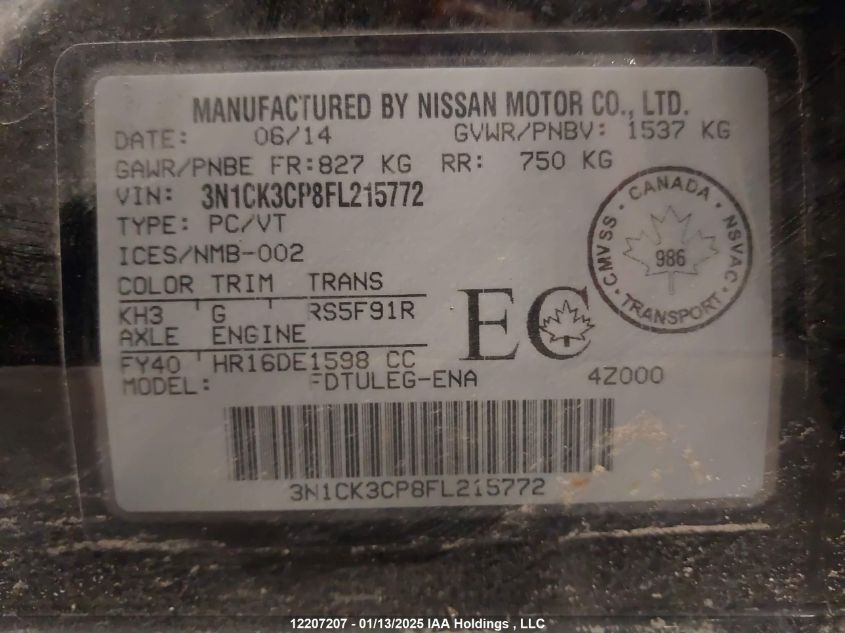 MANUFACTURED BY NISSAN MOTOR CO., LTD.
DATE: 06/14 GVWR/PNBV: 1537 KG
GAWR/PNBE FR:827 KG RR: 750 KG
VIN: 3N1CK3CP8FL215772
TYPE: PC/VT
ICES/NMB-002
CANADA
CMVSS · NSVAC
986
TRANSPORT
COLOR TRIM TRANS
KH3 G RS5F91R
AXLE ENGINE
EC
FY40 HR16DE1598 CC
MODEL: FDTULEG-ENA 4Z000
3N1CK3CP8FL215772
12207207 - 01/13/2025 IAA Holdings , LLC